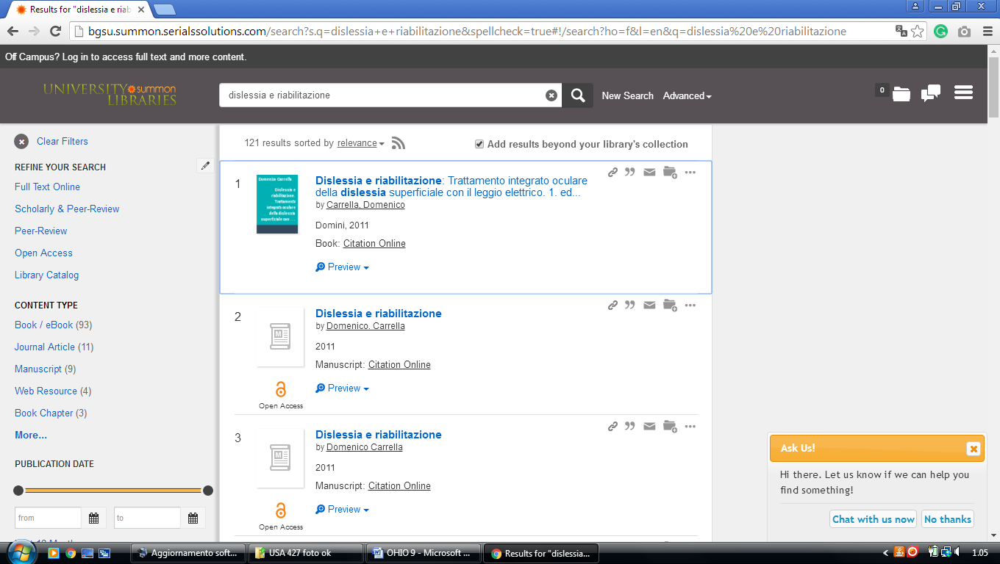 Results for "dislessia e riab
bgsu.summon.serialssolutions.com/search?s.q=dislessia+e+riabilitazione&spellcheck=true#!/search?ho=f&l=en&q=dislessia%20e%20riabilitazione
Off Campus? Log in to access full text and more content.
UNIVERSITY summon
LIBRARIES
dislessia e riabilitazione
New Search
Advanced
0
Clear Filters
REFINE YOUR SEARCH
Full Text Online
Scholarly & Peer-Review
Peer-Review
Open Access
Library Catalog
CONTENT TYPE
Book / eBook (93)
Journal Article (11)
Manuscript (9)
Web Resource (4)
Book Chapter (3)
More...
PUBLICATION DATE
from
to
121 results sorted by relevance
Add results beyond your library's collection
1
Domenico Carrella
Dislessia e
riabilitazione:
Trattamento
integrato oculare
della dislessia
superficiale con ...
Dislessia e riabilitazione: Trattamento integrato oculare
della dislessia superficiale con il leggio elettrico. 1. ed...
by Carrella, Domenico
Domini, 2011
Book: Citation Online
Preview
2
Dislessia e riabilitazione
by Domenico. Carrella
2011
Manuscript: Citation Online
Preview
Open Access
3
Dislessia e riabilitazione
by Domenico Carrella
2011
Manuscript: Citation Online
Preview
Open Access
Ask Us!
Hi there. Let us know if we can help you
find something!
Chat with us now
No thanks
Aggiornamento soft...
USA 427 foto ok
OHIO 9 - Microsoft ...
Results for "dislessia...
1.05